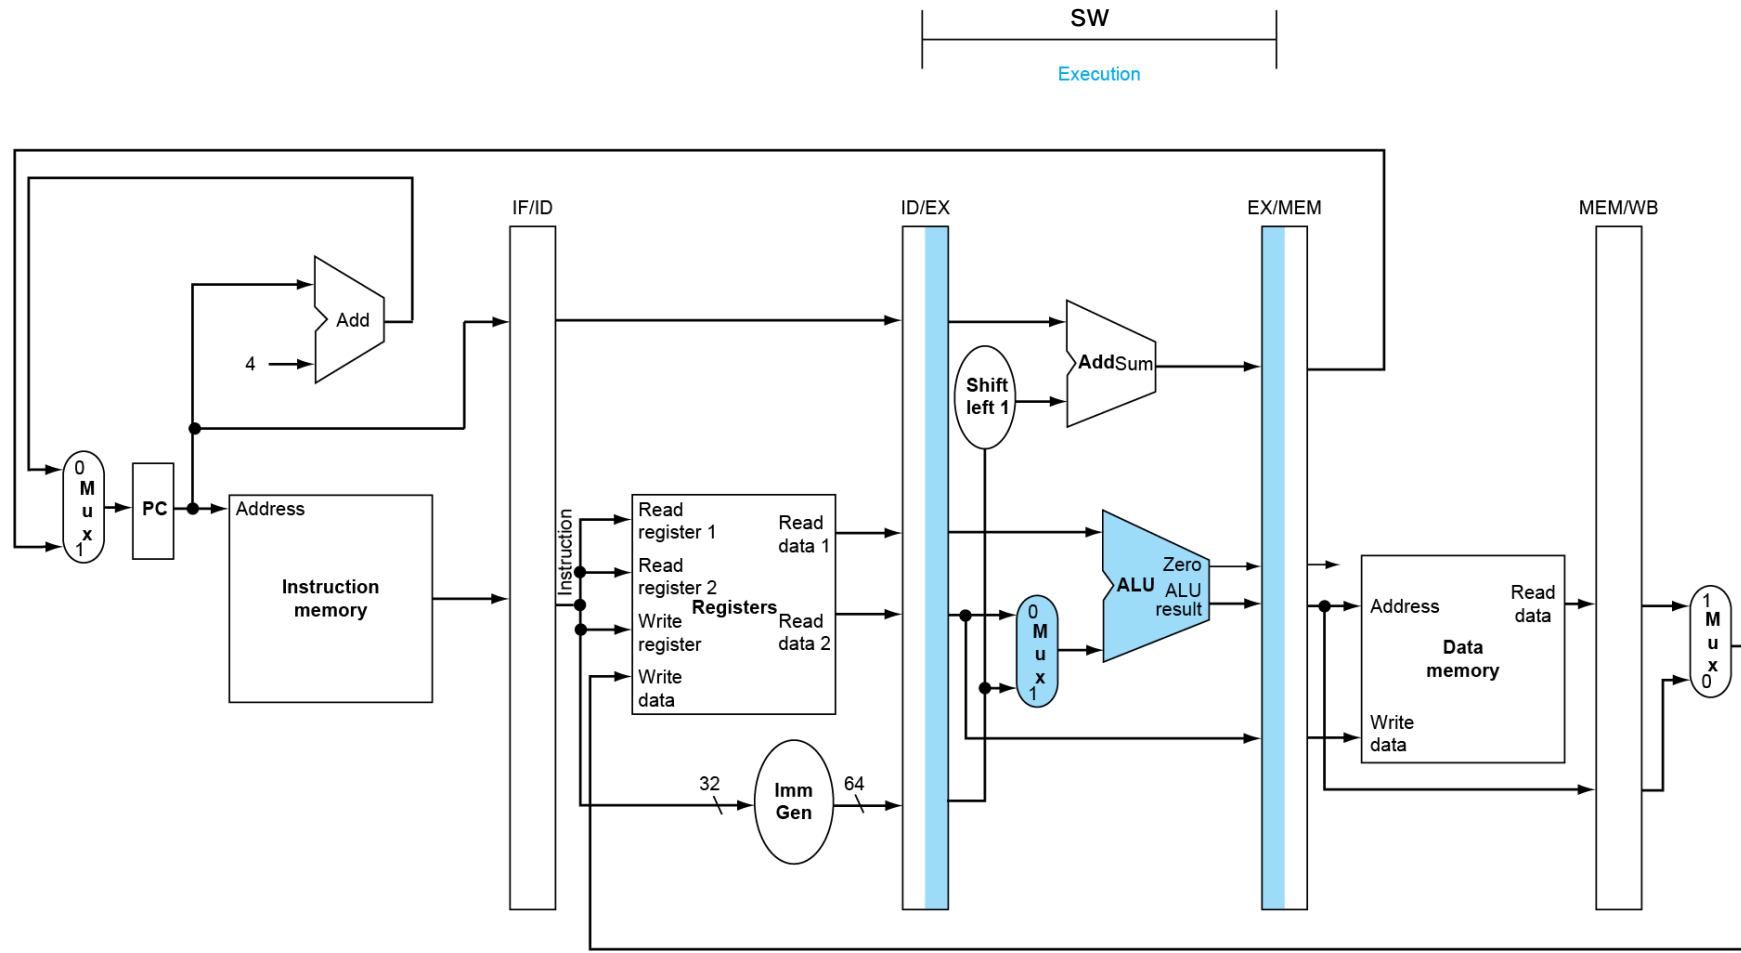 SW
Execution
IF/ID
ID/EX
EX/MEM
MEM/WB
Add
4
Shift
left 1
AddSum
0
M
u
x
1
PC
Address
Instruction
memory
Instruction
Read
register 1
Read
register 2
Write
register
Write
data
Registers
Read
data 1
Read
data 2
0
M
u
x
1
Zero
ALU
ALU
result
Address
Read
data
Data
memory
Write
data
1
M
u
x
0
32
Imm
Gen
64